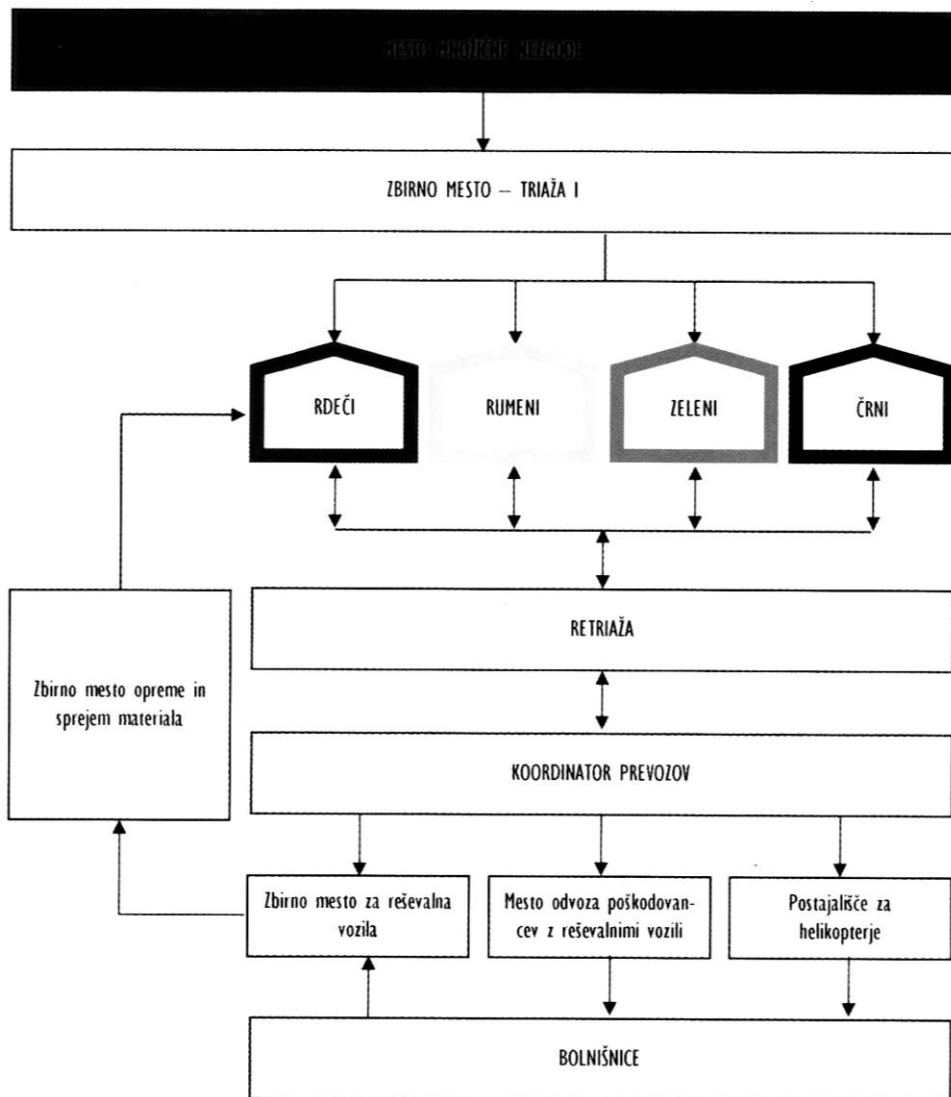 MESTO MNOŽIČNE NEZGODE
ZBIRNO MESTO – TRIAŽA I
RDEČI
RUMENI
ZELENI
ČRNI
RETRIAŽA
Zbirno mesto opreme in
sprejem materiala
KOORDINATOR PREVOZOV
Zbirno mesto za reševalna
vozila
Mesto odvoza poškodovan-
cev z reševalnimi vozili
Postajališče za
helikopterje
BOLNIŠNICE